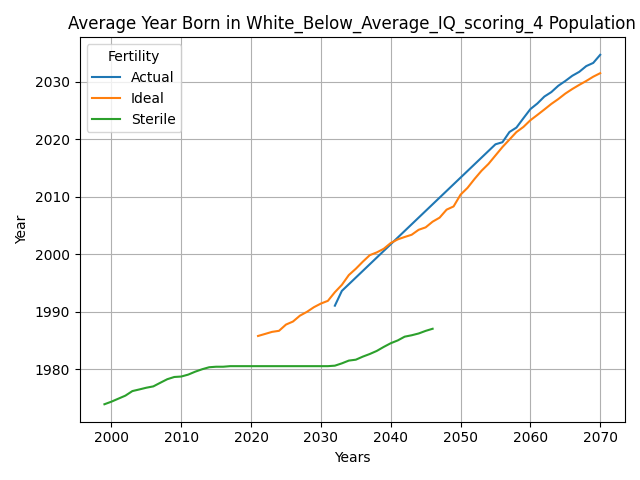 Average Year Born in White_Below_Average_IQ_scoring_4 Population
Fertility
Actual
Ideal
Sterile
Year
2030
2020
2010
2000
1990
1980
2000 2010 2020 2030 2040 2050 2060 2070
Years